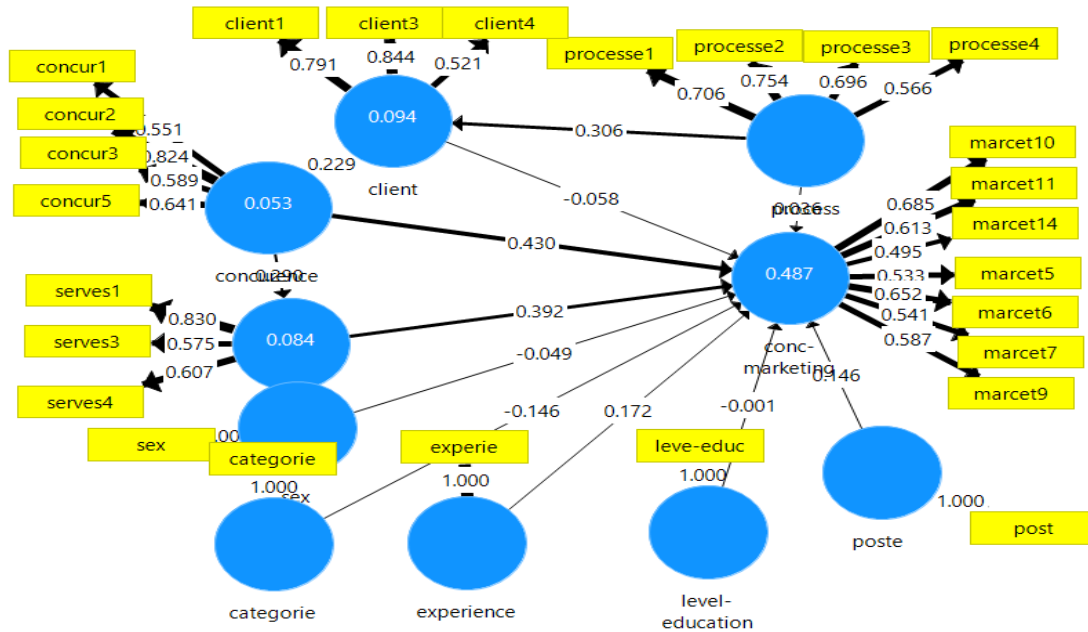 client1
client3
client4
processe1
processe2
processe3
processe4
concur1
concur2
concur3
concur5
0.791
0.844
0.521
0.706
0.754
0.696
0.566
0.551
0.824
0.589
0.641
0.094
0.306
0.229
client
0.053
-0.058
process
0.036
marcet10
marcet11
marcet14
marcet5
marcet6
marcet7
marcet9
0.685
0.613
0.495
0.533
0.652
0.541
0.587
0.430
0.487
concurence
0.290
serves1
serves3
serves4
0.830
0.575
0.607
0.084
0.392
conc-
marketing
-0.049
-0.146
0.172
-0.001
0.146
sex
categorie
experie
leve-educ
1.000
1.000
1.000
1.000
sex
post
poste
categorie
experience
level-
education